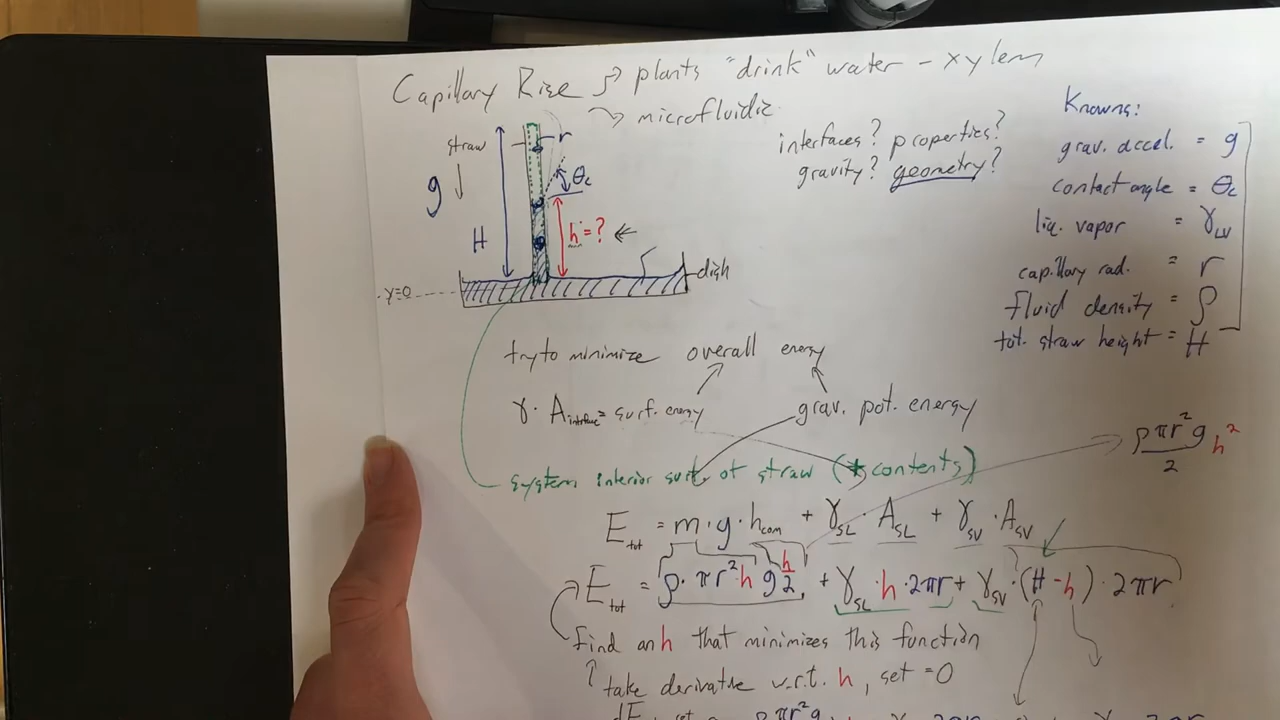 Capillary Rise → plants "drink" water - xylem
→ microfluidic
interfaces? properties?
gravity? geometry?
Knowns:
grav. accel. = g
contact angle = θc
liq. vapor = γLV
capillary rad. = r
fluid density = ρ
tot. straw height = H
straw
r
g ↓
θc
H
h = ? ←
dish
y=0
try to minimize overall energy
γ · Ainterface = surf. energy
grav. pot. energy
system interior surf. of straw (+ contents)
ρπr²g/2 h²
Etot = m·g·hcom + γSL · ASL + γSV · ASV
Etot = ρ·πr²h g h/2 + γSL · h · 2πr + γSV · (H - h) · 2πr
find an h that minimizes this function
take derivative w.r.t. h, set = 0